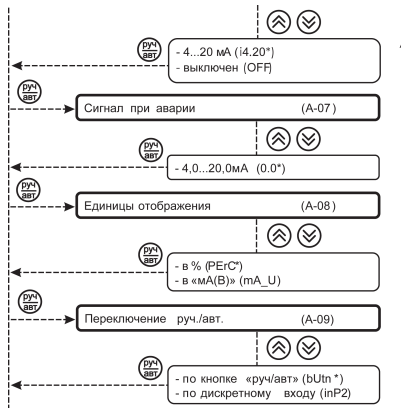 руч
авт
- 4...20 мА (i4.20*)
- выключен (OFF)
руч
авт
Сигнал при аварии (А-07)
руч
авт
- 4,0...20,0мА (0.0*)
руч
авт
Единицы отображения (А-08)
руч
авт
- в % (PErC*)
- в «мА(В)» (mA_U)
руч
авт
Переключение руч./авт. (А-09)
руч
авт
- по кнопке «руч/авт» (bUtn *)
- по дискретному входу (inP2)